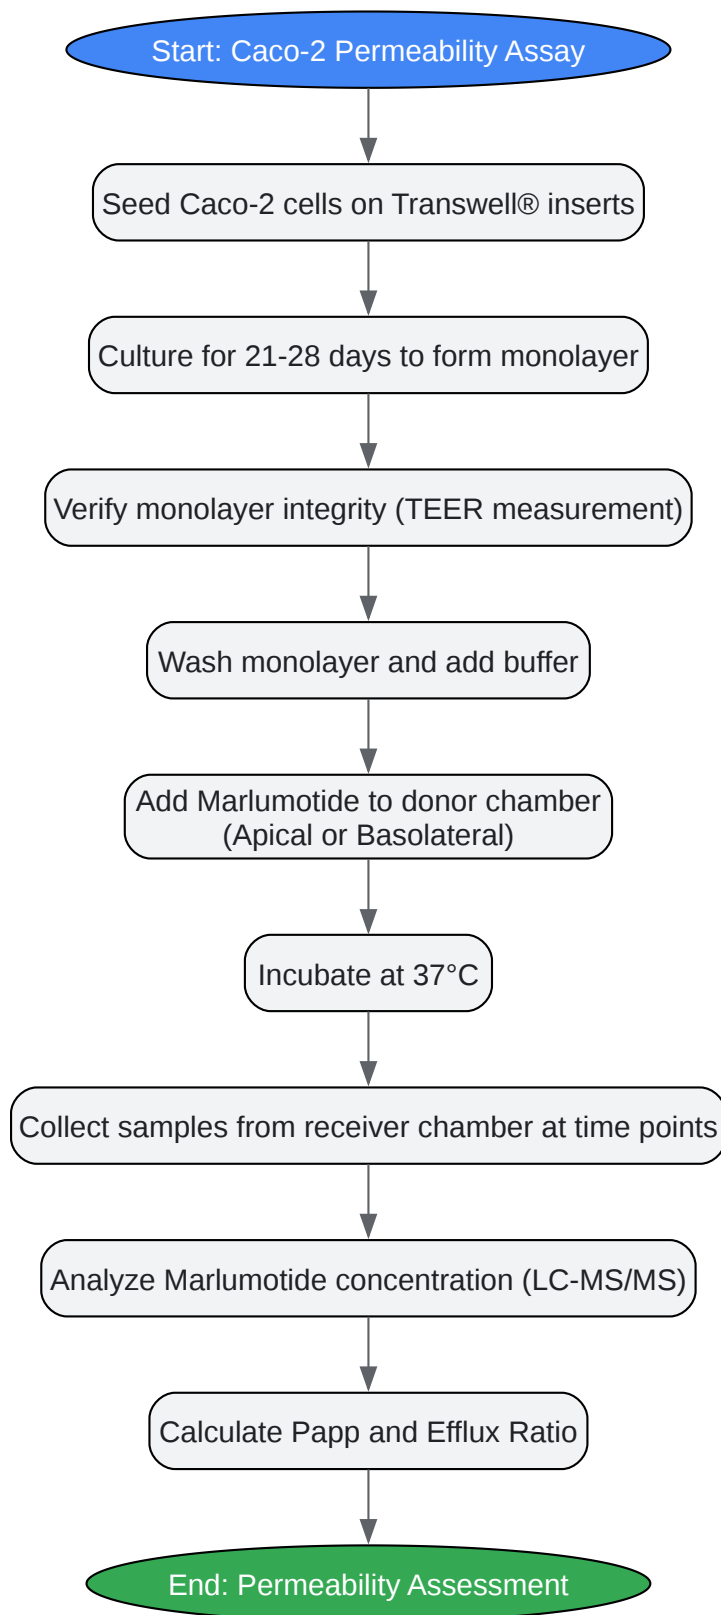 Start: Caco-2 Permeability Assay
Seed Caco-2 cells on Transwell® inserts
Culture for 21-28 days to form monolayer
Verify monolayer integrity (TEER measurement)
Wash monolayer and add buffer
Add Marlumotide to donor chamber
(Apical or Basolateral)
Incubate at 37°C
Collect samples from receiver chamber at time points
Analyze Marlumotide concentration (LC-MS/MS)
Calculate Papp and Efflux Ratio
End: Permeability Assessment